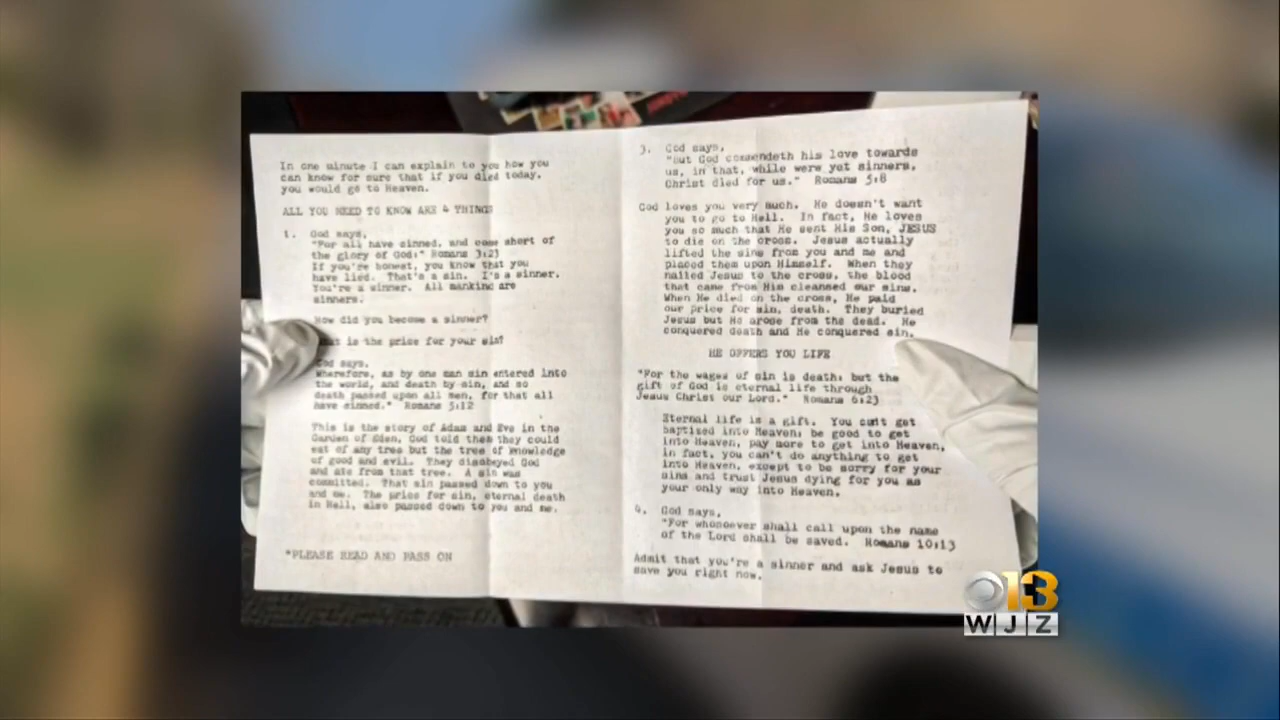 In one minute I can explain to you how you
can know for sure that if you died today,
you would go to Heaven.
ALL YOU NEED TO KNOW ARE 4 THINGS
1. God says,
"For all have sinned, and come short of
the glory of God;" Romans 3:23
If you're honest, you know that you
have lied. That's a sin. I'm a sinner.
You're a sinner. All mankind are
sinners.
How did you become a sinner?
at is the price for your sin?
God says,
Wherefore, as by one man sin entered into
the world, and death by sin, and so
death passed upon all men, for that all
have sinned." Romans 5:12
This is the story of Adam and Eve in the
Garden of Eden, God told them they could
eat of any tree but the tree of knowledge
of good and evil. They disobeyed God
and ate from that tree. A sin was
committed. That sin passed down to you
and me. The price for sin, eternal death
in Hell, also passed down to you and me.
*PLEASE READ AND PASS ON
3. God says,
"But God commendeth his love towards
us, in that, while were yet sinners,
Christ died for us." Romans 5:8
God loves you very much. He doesn't want
you to go to Hell. In fact, He loves
you so much that He sent His Son, JESUS
to die on the cross. Jesus actually
lifted the sins from you and me and
placed them upon Himself. When they
nailed Jesus to the cross, the blood
that came from His cleansed our sins.
When He died on the cross, He paid
our price for sin, death. They buried
Jesus but He arose from the dead. He
conquered death and He conquered sin.
HE OFFERS YOU LIFE
"For the wages of sin is death: but the
gift of God is eternal life through
Jesus Christ our Lord." Romans 6:23
Eternal life is a gift. You get
baptized into Heaven, be good to get
into Heaven, pay more to get into Heaven,
in fact, you can't do anything to get
into Heaven, except to be sorry for your
sins and trust Jesus dying for you as
your only way into Heaven.
4. God says,
"For whosoever shall call upon the name
of the Lord shall be saved. Romans 10:13
Admit that you're a sinner and ask Jesus to
save you right now.
13
WJZ